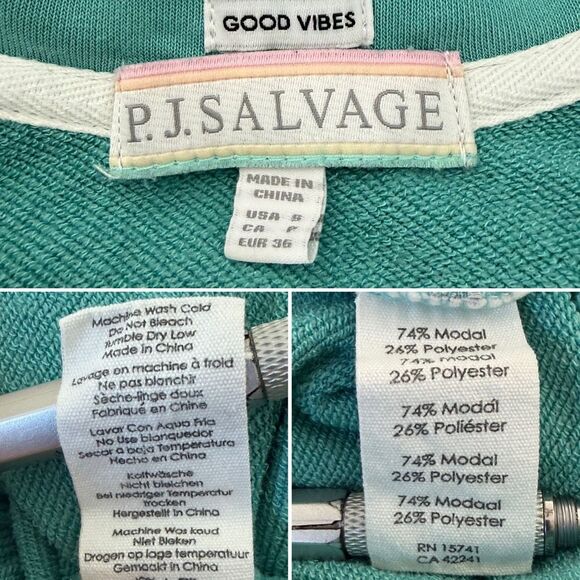 GOOD VIBES
P.J. SALVAGE
MADE IN
CHINA
USA S
CA P
EUR 36
Machine Wash Cold
Do Not Bleach
Tumble Dry Low
Made in China
Lavage en machine à froid
Ne pas blanchir
Sèche-linge doux
Fabriqué en Chine
Lavar Con Agua Fria
No Use blanquedor
Secar a baja Temperatura
Hecho en China
Kaltwäsche
Nicht bleichen
Bei niedriger Temperatur
trocken
Hergestellt in China
Machine Was koud
Niet Bleken
Drogen op lage temperatuur
Gemaakt in China
74% Modal
26% Polyester
74% Modal
26% Polyester
74% Modal
26% Poliéster
74% Modal
26% Polyester
74% Modaal
26% Polyester
RN 15741
CA 42241